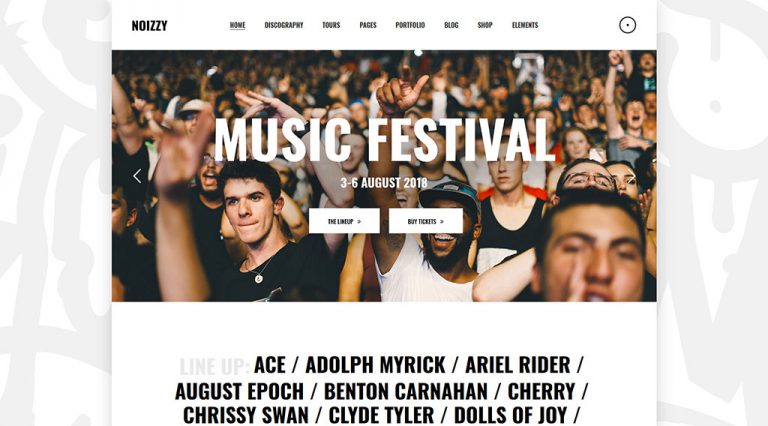 NOIZZY HOME DISCOGRAPHY TOURS PAGES PORTFOLIO BLOG SHOP ELEMENTS
MUSIC FESTIVAL
3-6 AUGUST 2018
THE LINEUP » BUY TICKETS »
LINE UP: ACE / ADOLPH MYRICK / ARIEL RIDER /
AUGUST EPOCH / BENTON CARNAHAN / CHERRY /
CHRISSY SWAN / CLYDE TYLER / DOLLS OF JOY /